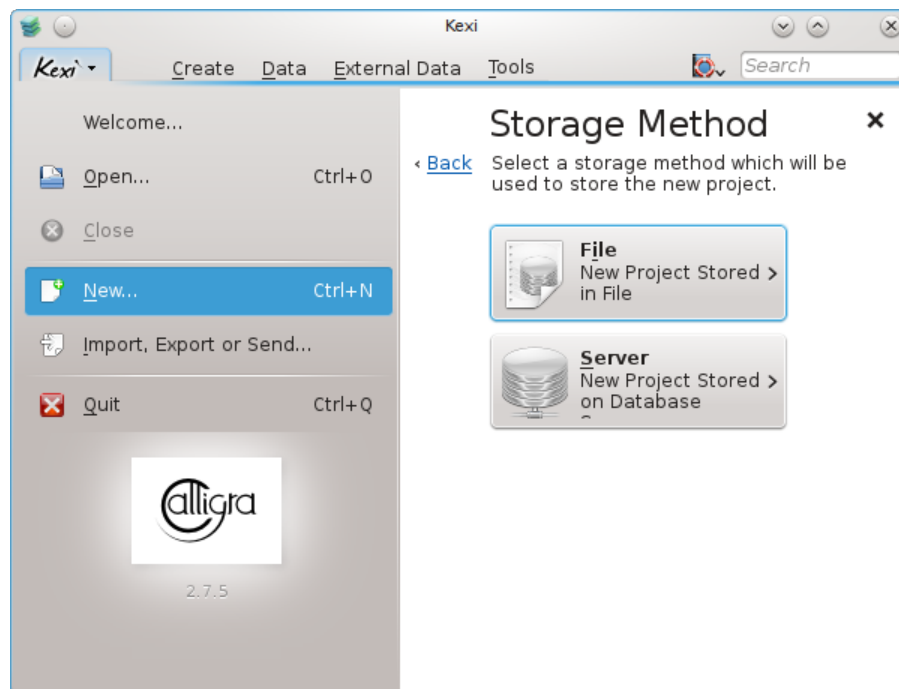 Kexi
Kexi
Create Data External Data Tools
Search
Welcome...
Open... Ctrl+O
Close
New... Ctrl+N
Import, Export or Send...
Quit Ctrl+Q
Calligra
2.7.5
Storage Method
‹ Back
Select a storage method which will be
used to store the new project.
File
New Project Stored
in File
Server
New Project Stored
on Database